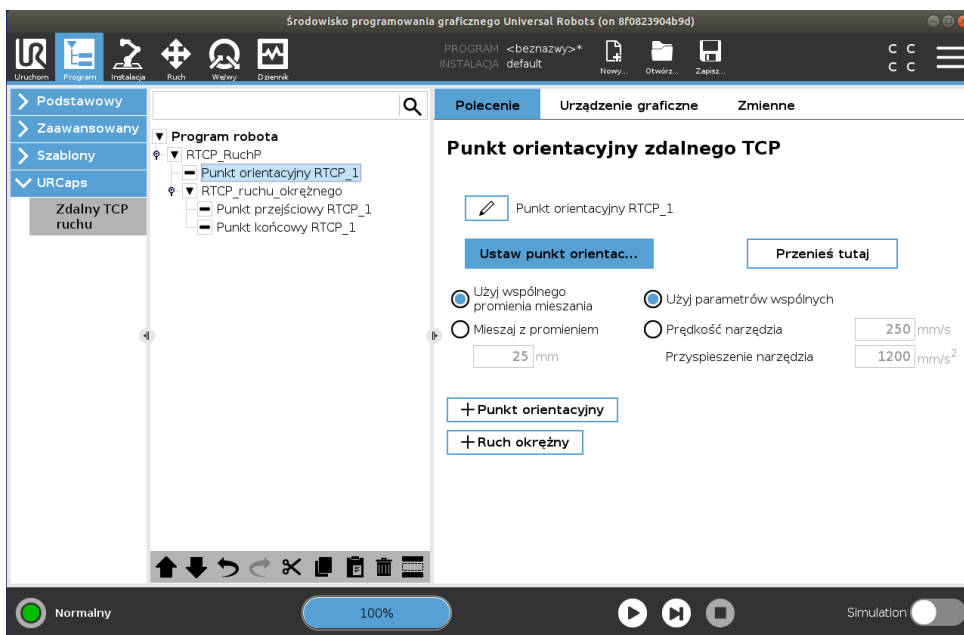 Środowisko programowania graficznego Universal Robots (on 8f0823904b9d)
Uruchom
Program
Instalacja
Ruch
We/wy
Dziennik
PROGRAM <beznazwy>*
INSTALACJA default
Nowy...
Otwórz...
Zapisz...
C C
C C
Podstawowy
Zaawansowany
Szablony
URCaps
Zdalny TCP
ruchu
Program robota
RTCP_RuchP
Punkt orientacyjny RTCP_1
RTCP_ruchu_okrężnego
Punkt przejściowy RTCP_1
Punkt końcowy RTCP_1
Polecenie
Urządzenie graficzne
Zmienne
Punkt orientacyjny zdalnego TCP
Punkt orientacyjny RTCP_1
Ustaw punkt orientac...
Przenieś tutaj
Użyj wspólnego
promienia mieszania
Użyj parametrów wspólnych
Mieszaj z promieniem
Prędkość narzędzia 250 mm/s
25 mm
Przyspieszenie narzędzia 1200 mm/s²
+Punkt orientacyjny
+Ruch okrężny
Normalny
100%
Simulation